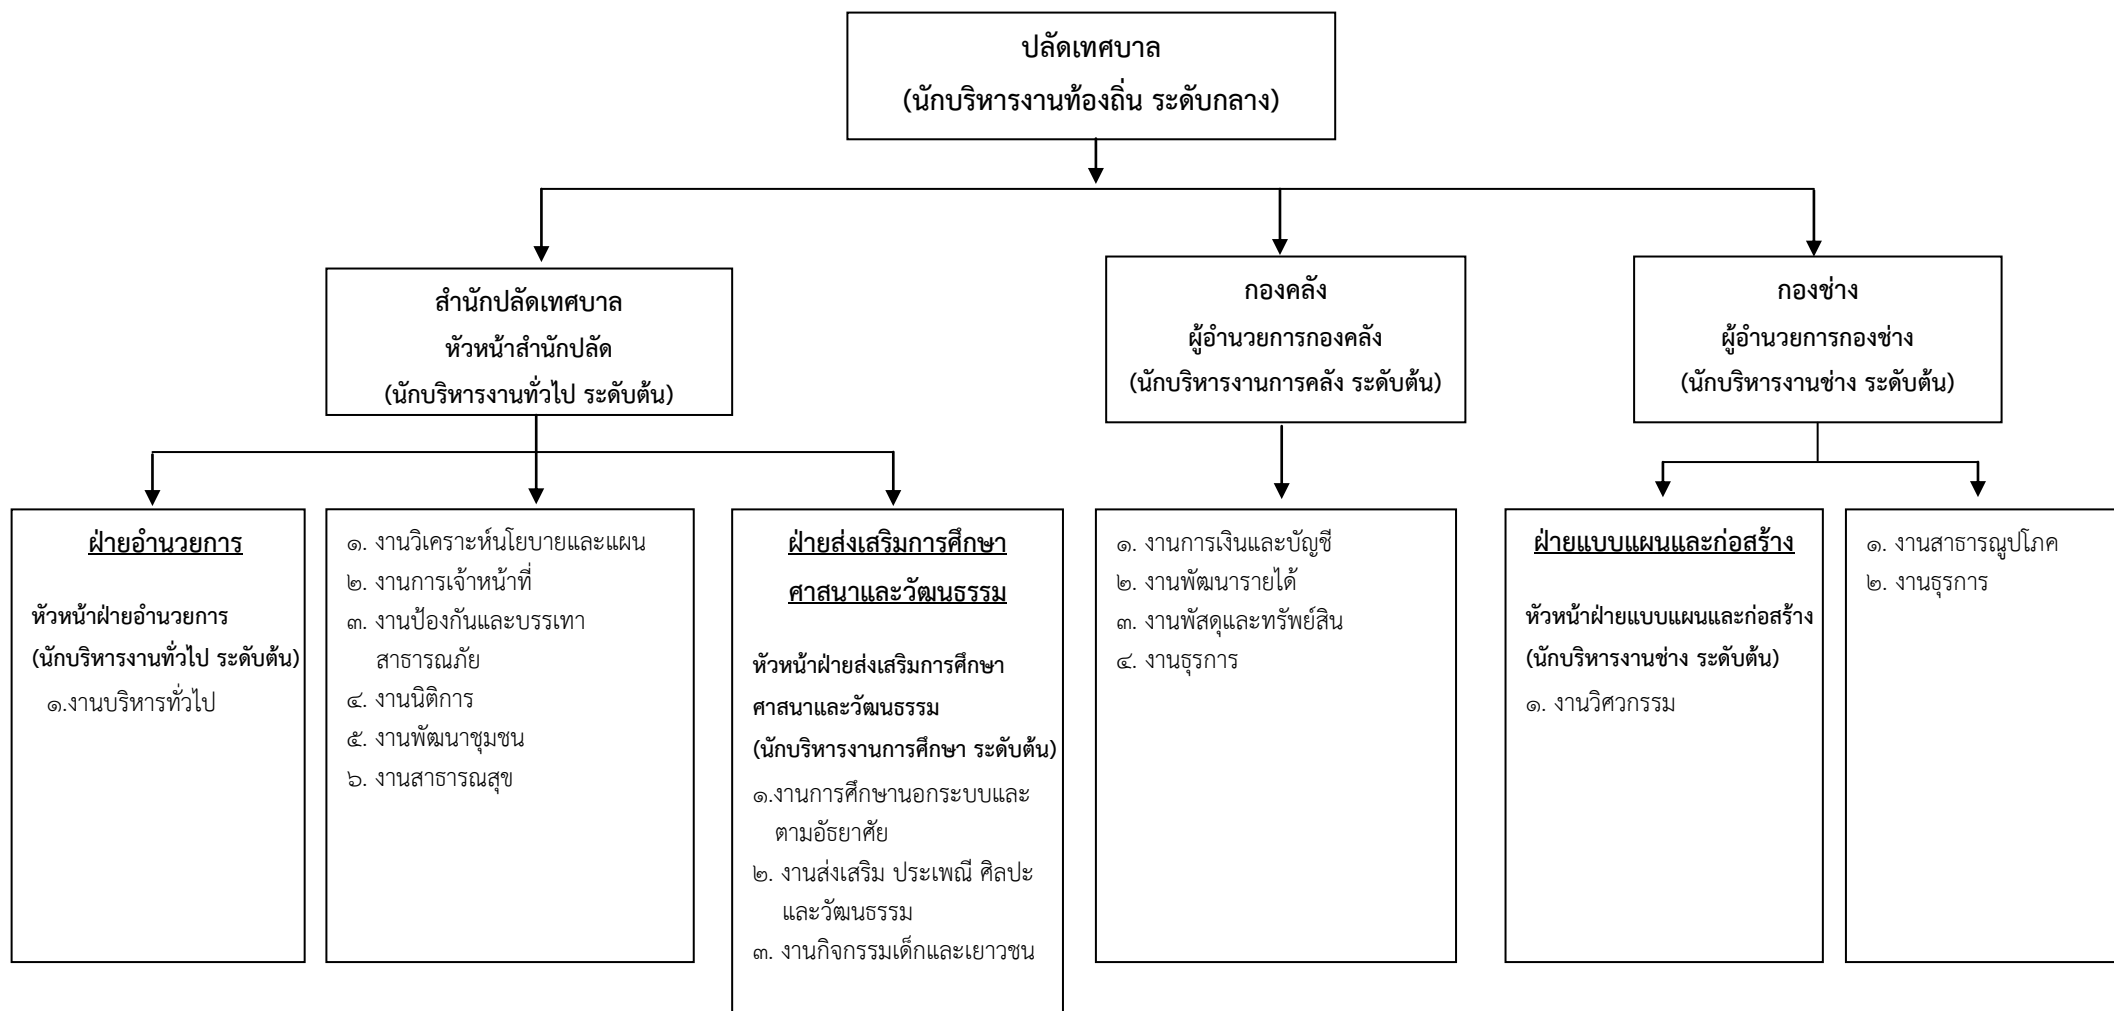 ปลัดเทศบาล
(นักบริหารงานท้องถิ่น ระดับกลาง)
สำนักปลัดเทศบาล
หัวหน้าสำนักปลัด
(นักบริหารงานทั่วไป ระดับต้น)
กองคลัง
ผู้อำนวยการกองคลัง
(นักบริหารงานการคลัง ระดับต้น)
กองช่าง
ผู้อำนวยการกองช่าง
(นักบริหารงานช่าง ระดับต้น)
ฝ่ายอำนวยการ
หัวหน้าฝ่ายอำนวยการ
(นักบริหารงานทั่วไป ระดับต้น)
๑.งานบริหารทั่วไป
๑. งานวิเคราะห์นโยบายและแผน
๒. งานการเจ้าหน้าที่
๓. งานป้องกันและบรรเทา
สาธารณภัย
๔. งานนิติการ
๕. งานพัฒนาชุมชน
๖. งานสาธารณสุข
ฝ่ายส่งเสริมการศึกษา
ศาสนาและวัฒนธรรม
หัวหน้าฝ่ายส่งเสริมการศึกษา
ศาสนาและวัฒนธรรม
(นักบริหารงานการศึกษา ระดับต้น)
๑.งานการศึกษานอกระบบและ
ตามอัธยาศัย
๒. งานส่งเสริม ประเพณี ศิลปะ
และวัฒนธรรม
๓. งานกิจกรรมเด็กและเยาวชน
๑. งานการเงินและบัญชี
๒. งานพัฒนารายได้
๓. งานพัสดุและทรัพย์สิน
๔. งานธุรการ
ฝ่ายแบบแผนและก่อสร้าง
หัวหน้าฝ่ายแบบแผนและก่อสร้าง
(นักบริหารงานช่าง ระดับต้น)
๑. งานวิศวกรรม
๑. งานสาธารณูปโภค
๒. งานธุรการ